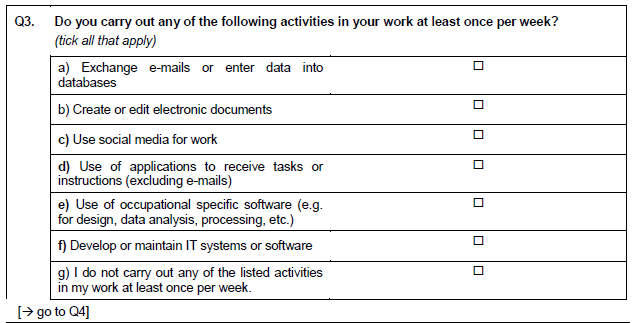 Q3. Do you carry out any of the following activities in your work at least once per week?
(tick all that apply)
a) Exchange e-mails or enter data into
databases
b) Create or edit electronic documents
c) Use social media for work
d) Use of applications to receive tasks or
instructions (excluding e-mails)
e) Use of occupational specific software (e.g.
for design, data analysis, processing, etc.)
f) Develop or maintain IT systems or software
g) I do not carry out any of the listed activities
in my work at least once per week.
[→ go to Q4]